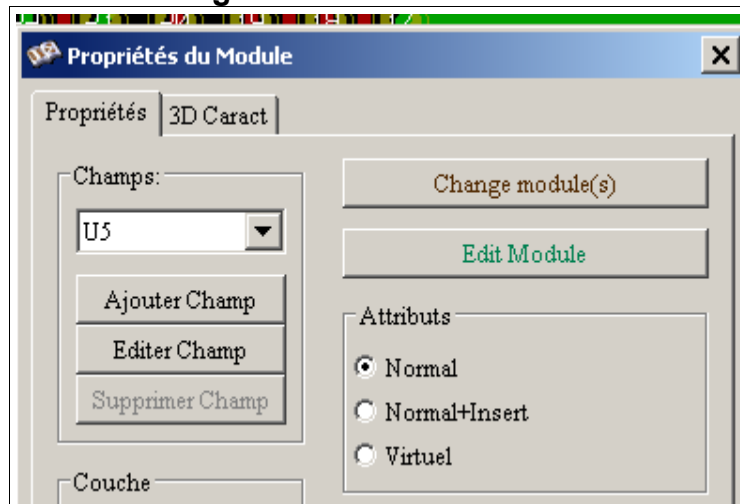 Propriétés du Module
Propriétés
3D Caract
Champs:
U5
Ajouter Champ
Editer Champ
Supprimer Champ
Couche
Change module(s)
Edit Module
Attributs
Normal
Normal+Insert
Virtuel